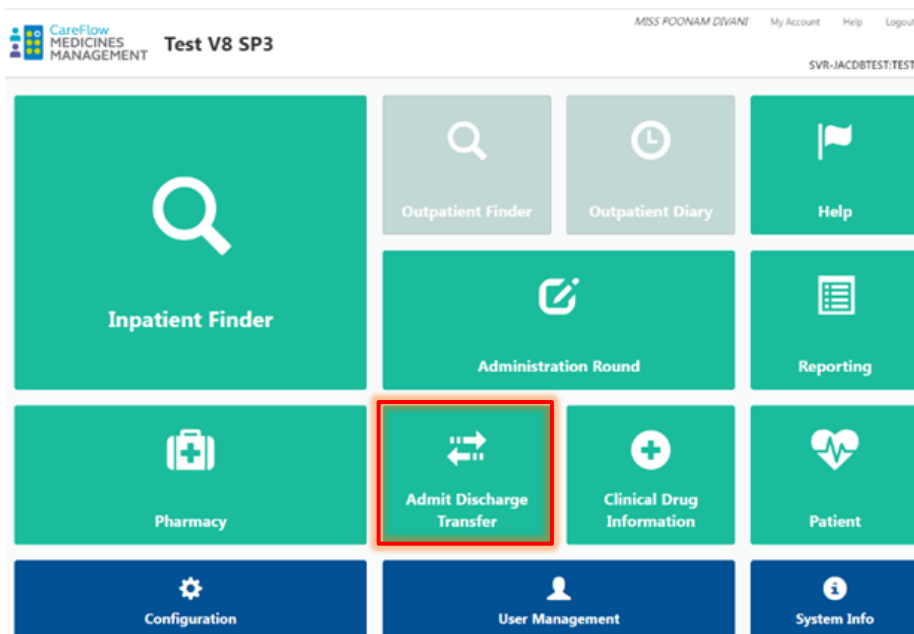 MISS POONAM DIVANI My Account Help Logout
CareFlow
MEDICINES
MANAGEMENT
Test V8 SP3
SVR-JACDBTEST:TEST
Inpatient Finder
Outpatient Finder
Outpatient Diary
Help
Administration Round
Reporting
Pharmacy
Admit Discharge
Transfer
Clinical Drug
Information
Patient
Configuration
User Management
System Info